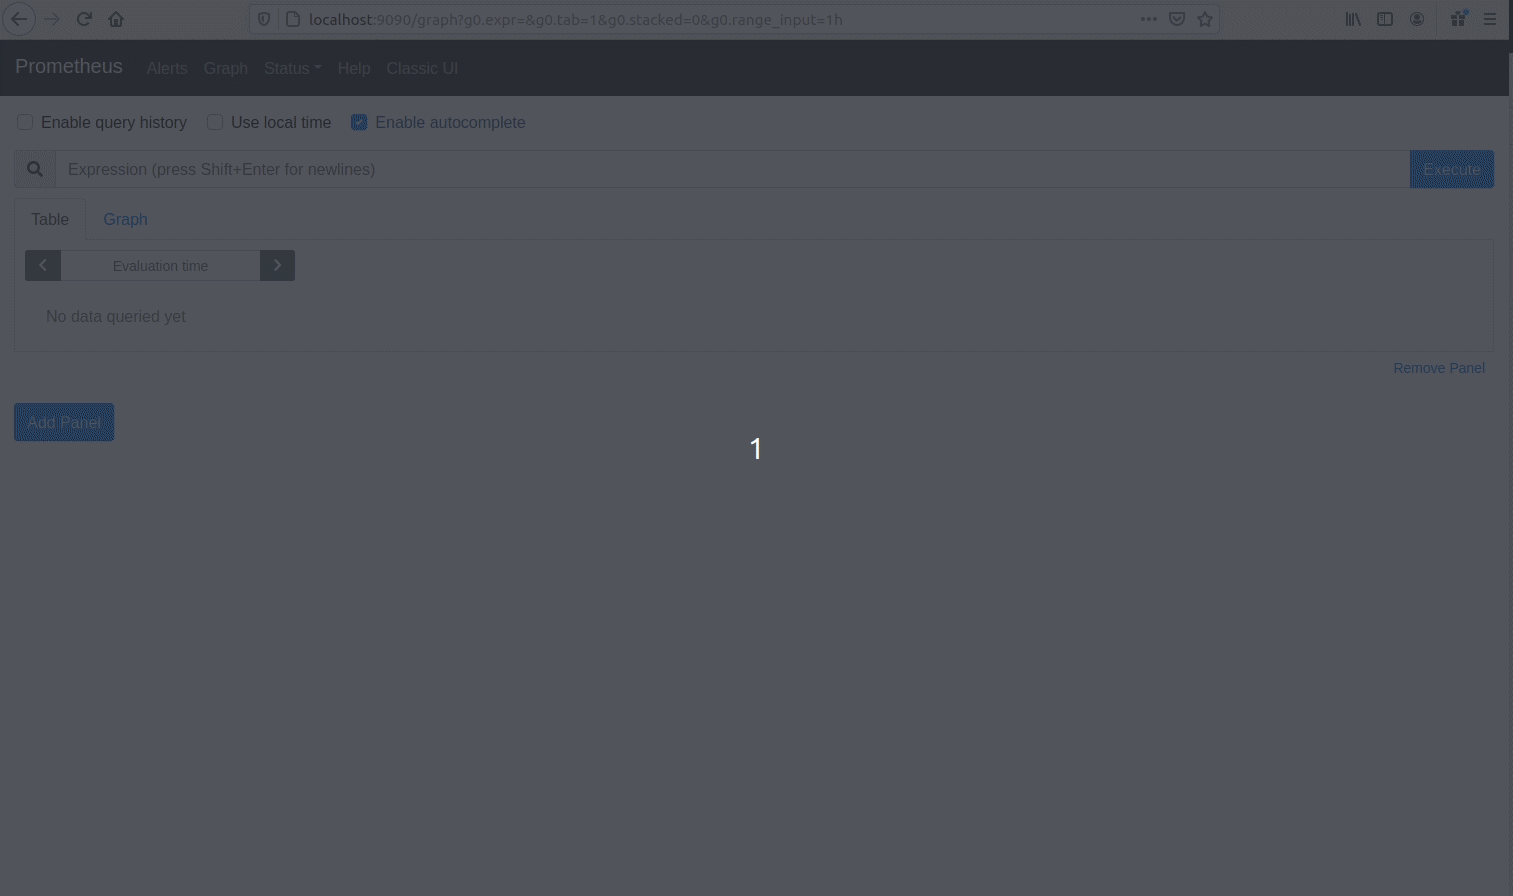 localhost:9090/graph?g0.expr=&g0.tab=1&g0.stacked=0&g0.range_input=1h
Prometheus Alerts Graph Status Help Classic UI
Enable query history Use local time Enable autocomplete
Expression (press Shift+Enter for newlines) Execute
Table Graph
Evaluation time
No data queried yet
Remove Panel
Add Panel
1